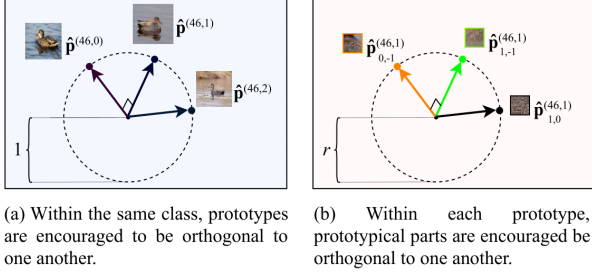 p̂^(46,0)
p̂^(46,1)
p̂^(46,2)
1
(a) Within the same class, prototypes
are encouraged to be orthogonal to
one another.
p̂^(46,1)_0,-1
p̂^(46,1)_1,-1
p̂^(46,1)_1,0
r
(b) Within each prototype,
prototypical parts are encouraged be
orthogonal to one another.